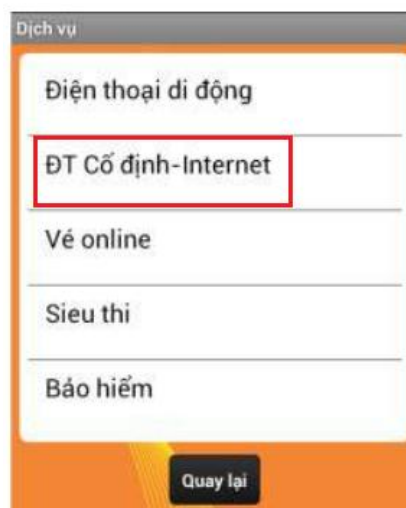 Dịch vụ
Điện thoại di động
ĐT Cố định-Internet
Vé online
Sieu thi
Bảo hiểm
Quay lại